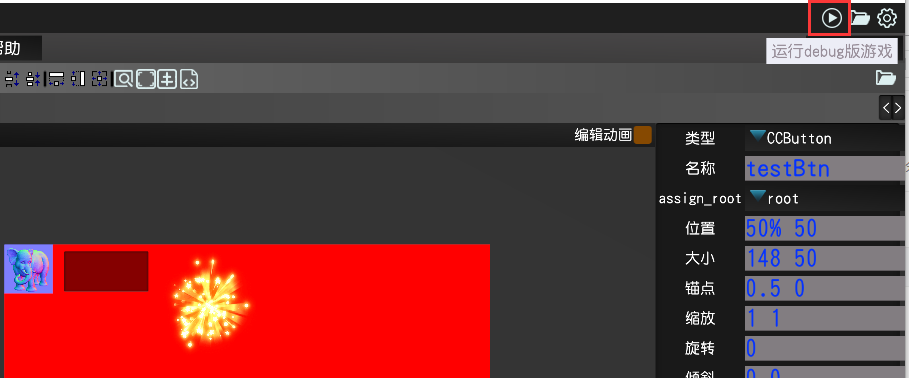 帮助
运行debug版游戏
编辑动画
类型 CCButton
名称 testBtn
assign_root root
位置 50% 50
大小 148 50
锚点 0.5 0
缩放 1 1
旋转 0
倾斜 0 0